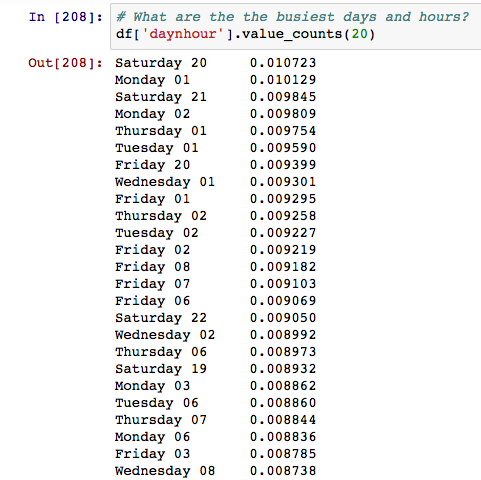 In [208]: # What are the the busiest days and hours?
df['daynhour'].value_counts(20)
Out[208]: Saturday 20    0.010723
Monday 01    0.010129
Saturday 21    0.009845
Monday 02    0.009809
Thursday 01    0.009754
Tuesday 01    0.009590
Friday 20    0.009399
Wednesday 01    0.009301
Friday 01    0.009295
Thursday 02    0.009258
Tuesday 02    0.009227
Friday 02    0.009219
Friday 08    0.009182
Friday 07    0.009103
Friday 06    0.009069
Saturday 22    0.009050
Wednesday 02    0.008992
Thursday 06    0.008973
Saturday 19    0.008932
Monday 03    0.008862
Tuesday 06    0.008860
Thursday 07    0.008844
Monday 06    0.008836
Friday 03    0.008785
Wednesday 08    0.008738